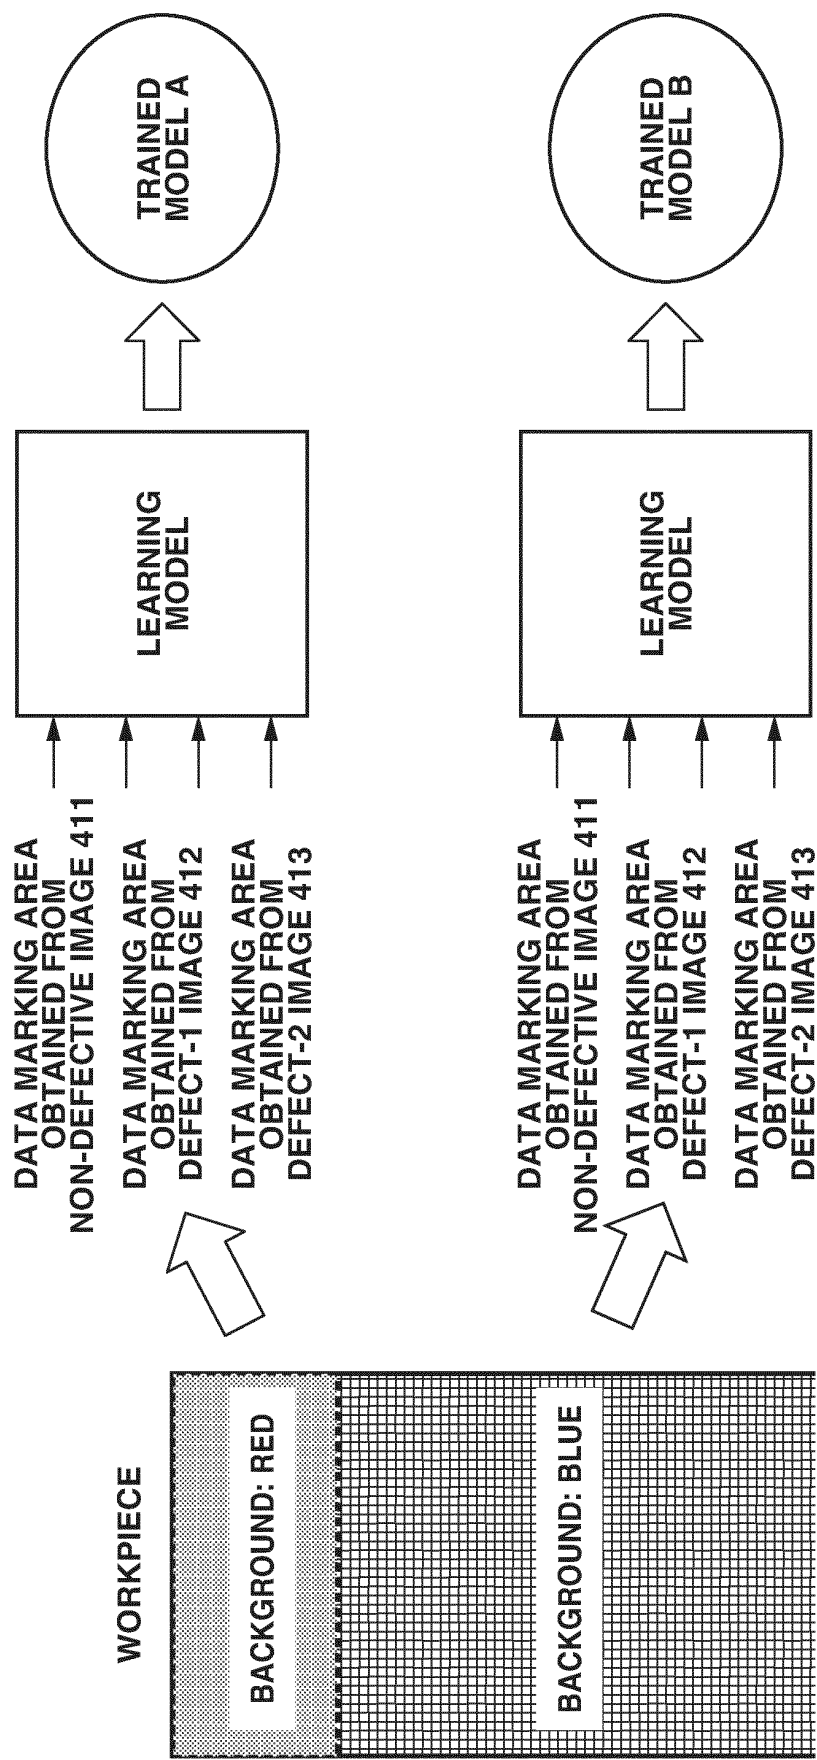 WORKPIECE
BACKGROUND: RED
BACKGROUND: BLUE
DATA MARKING AREA
OBTAINED FROM
NON-DEFECTIVE IMAGE 411
DATA MARKING AREA
OBTAINED FROM
DEFECT-1 IMAGE 412
DATA MARKING AREA
OBTAINED FROM
DEFECT-2 IMAGE 413
LEARNING
MODEL
TRAINED
MODEL A
DATA MARKING AREA
OBTAINED FROM
NON-DEFECTIVE IMAGE 411
DATA MARKING AREA
OBTAINED FROM
DEFECT-1 IMAGE 412
DATA MARKING AREA
OBTAINED FROM
DEFECT-2 IMAGE 413
LEARNING
MODEL
TRAINED
MODEL B